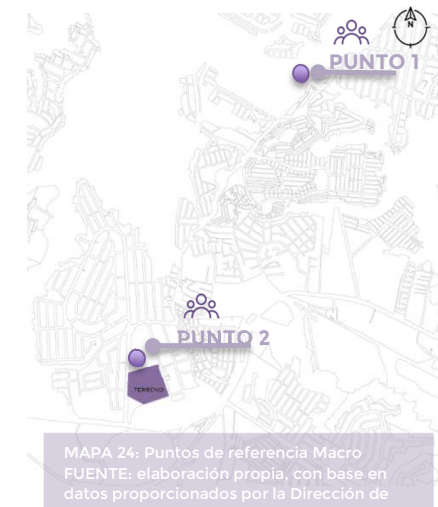 N
PUNTO 1
PUNTO 2
TERRENO
MAPA 24: Puntos de referencia Macro
FUENTE: elaboración propia, con base en
datos proporcionados por la Dirección de